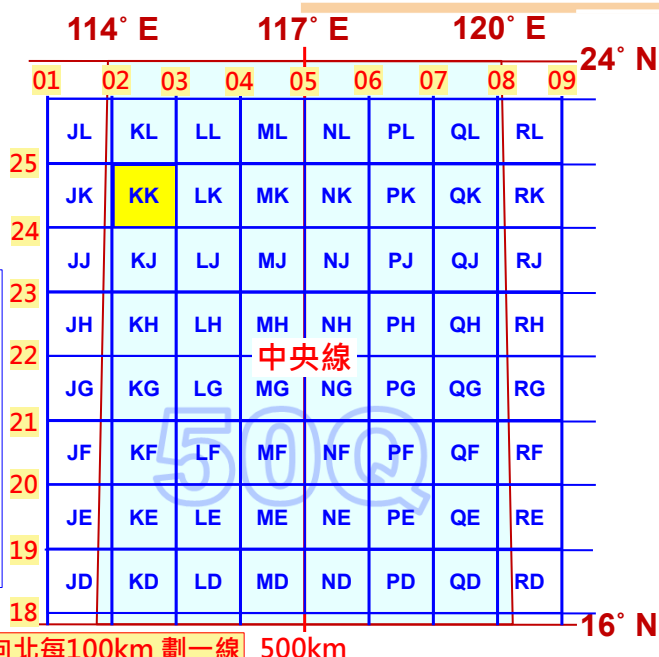 114° E 117° E 120° E
24° N
01 02 03 04 05 06 07 08 09
JL KL LL ML NL PL QL RL
25
JK KK LK MK NK PK QK RK
24
JJ KJ LJ MJ NJ PJ QJ RJ
23
JH KH LH MH NH PH QH RH
22
中央線
JG KG LG MG NG PG QG RG
21
50Q
JF KF LF MF NF PF QF RF
20
JE KE LE ME NE PE QE RE
19
JD KD LD MD ND PD QD RD
18
16° N
向北每100km 劃一線 500km